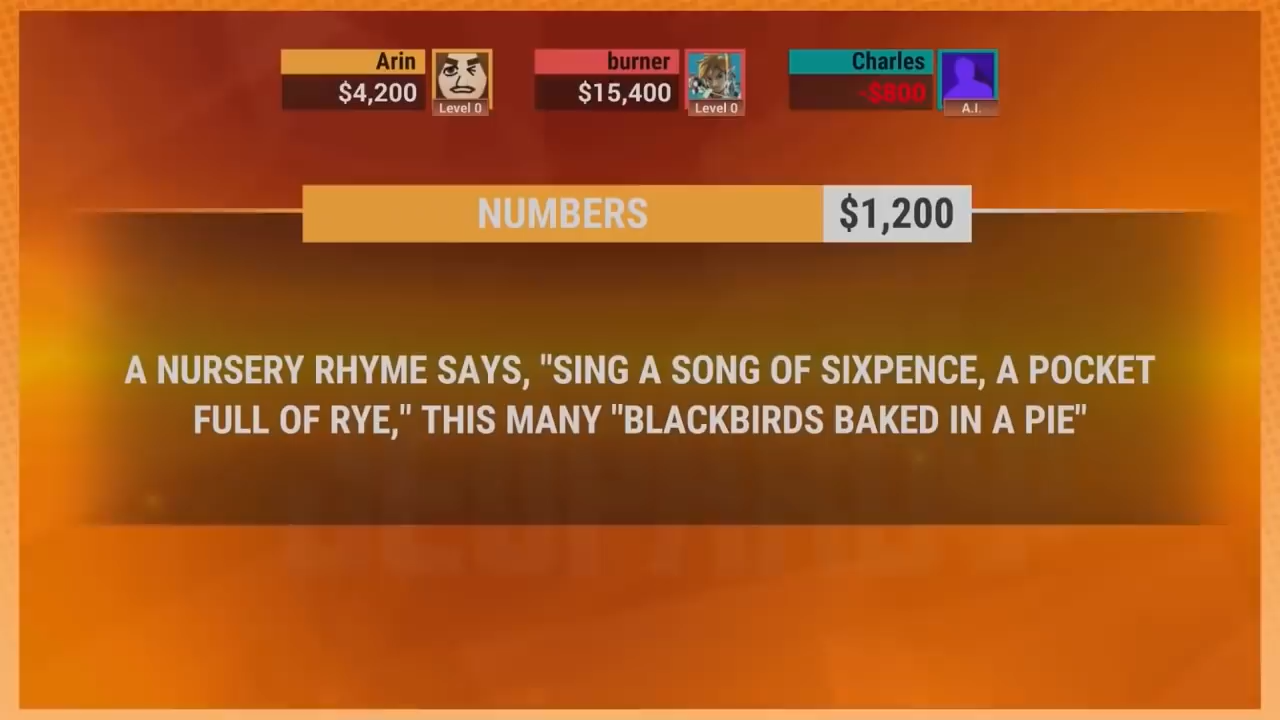 Arin
$4,200
Level 0
burner
$15,400
Level 0
Charles
-$800
A.I.
NUMBERS
$1,200
A NURSERY RHYME SAYS, "SING A SONG OF SIXPENCE, A POCKET
FULL OF RYE," THIS MANY "BLACKBIRDS BAKED IN A PIE"